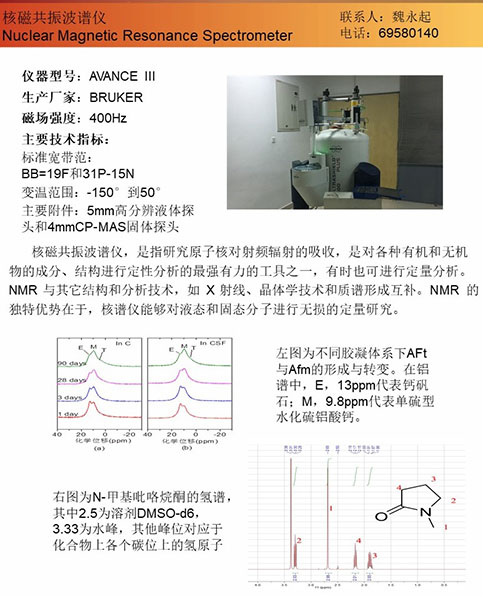 核磁共振波谱仪
Nuclear Magnetic Resonance Spectrometer
联系人：魏永起
电话：69580140
仪器型号：AVANCE III
生产厂家：BRUKER
磁场强度：400Hz
主要技术指标：
标准宽带范：
BB=19F和31P-15N
变温范围：-150°到50°
主要附件：5mm高分辨液体探
头和4mmCP-MAS固体探头
核磁共振波谱仪，是指研究原子核对射频辐射的吸收，是对各种有机和无机
物的成分、结构进行定性分析的最强有力的工具之一，有时也可进行定量分析。
NMR 与其它结构和分析技术，如 X 射线、晶体学技术和质谱形成互补。NMR 的
独特优势在于，核谱仪能够对液态和固态分子进行无损的定量研究。
In C
E M T
90 days
28 days
3 days
1 day
40 20 0 -20
化学位移(ppm)
(a)
In CSF
E M T
40 20 0 -20
化学位移(ppm)
(b)
左图为不同胶凝体系下AFt
与Afm的形成与转变。在铝
谱中，E，13ppm代表钙矾
石；M，9.8ppm代表单硫型
水化硫铝酸钙。
右图为N-甲基吡咯烷酮的氢谱，
其中2.5为溶剂DMSO-d6，
3.33为水峰，其他峰位对应于
化合物上各个碳位上的氢原子
2
1
4
3
4
3
2
1
O
N